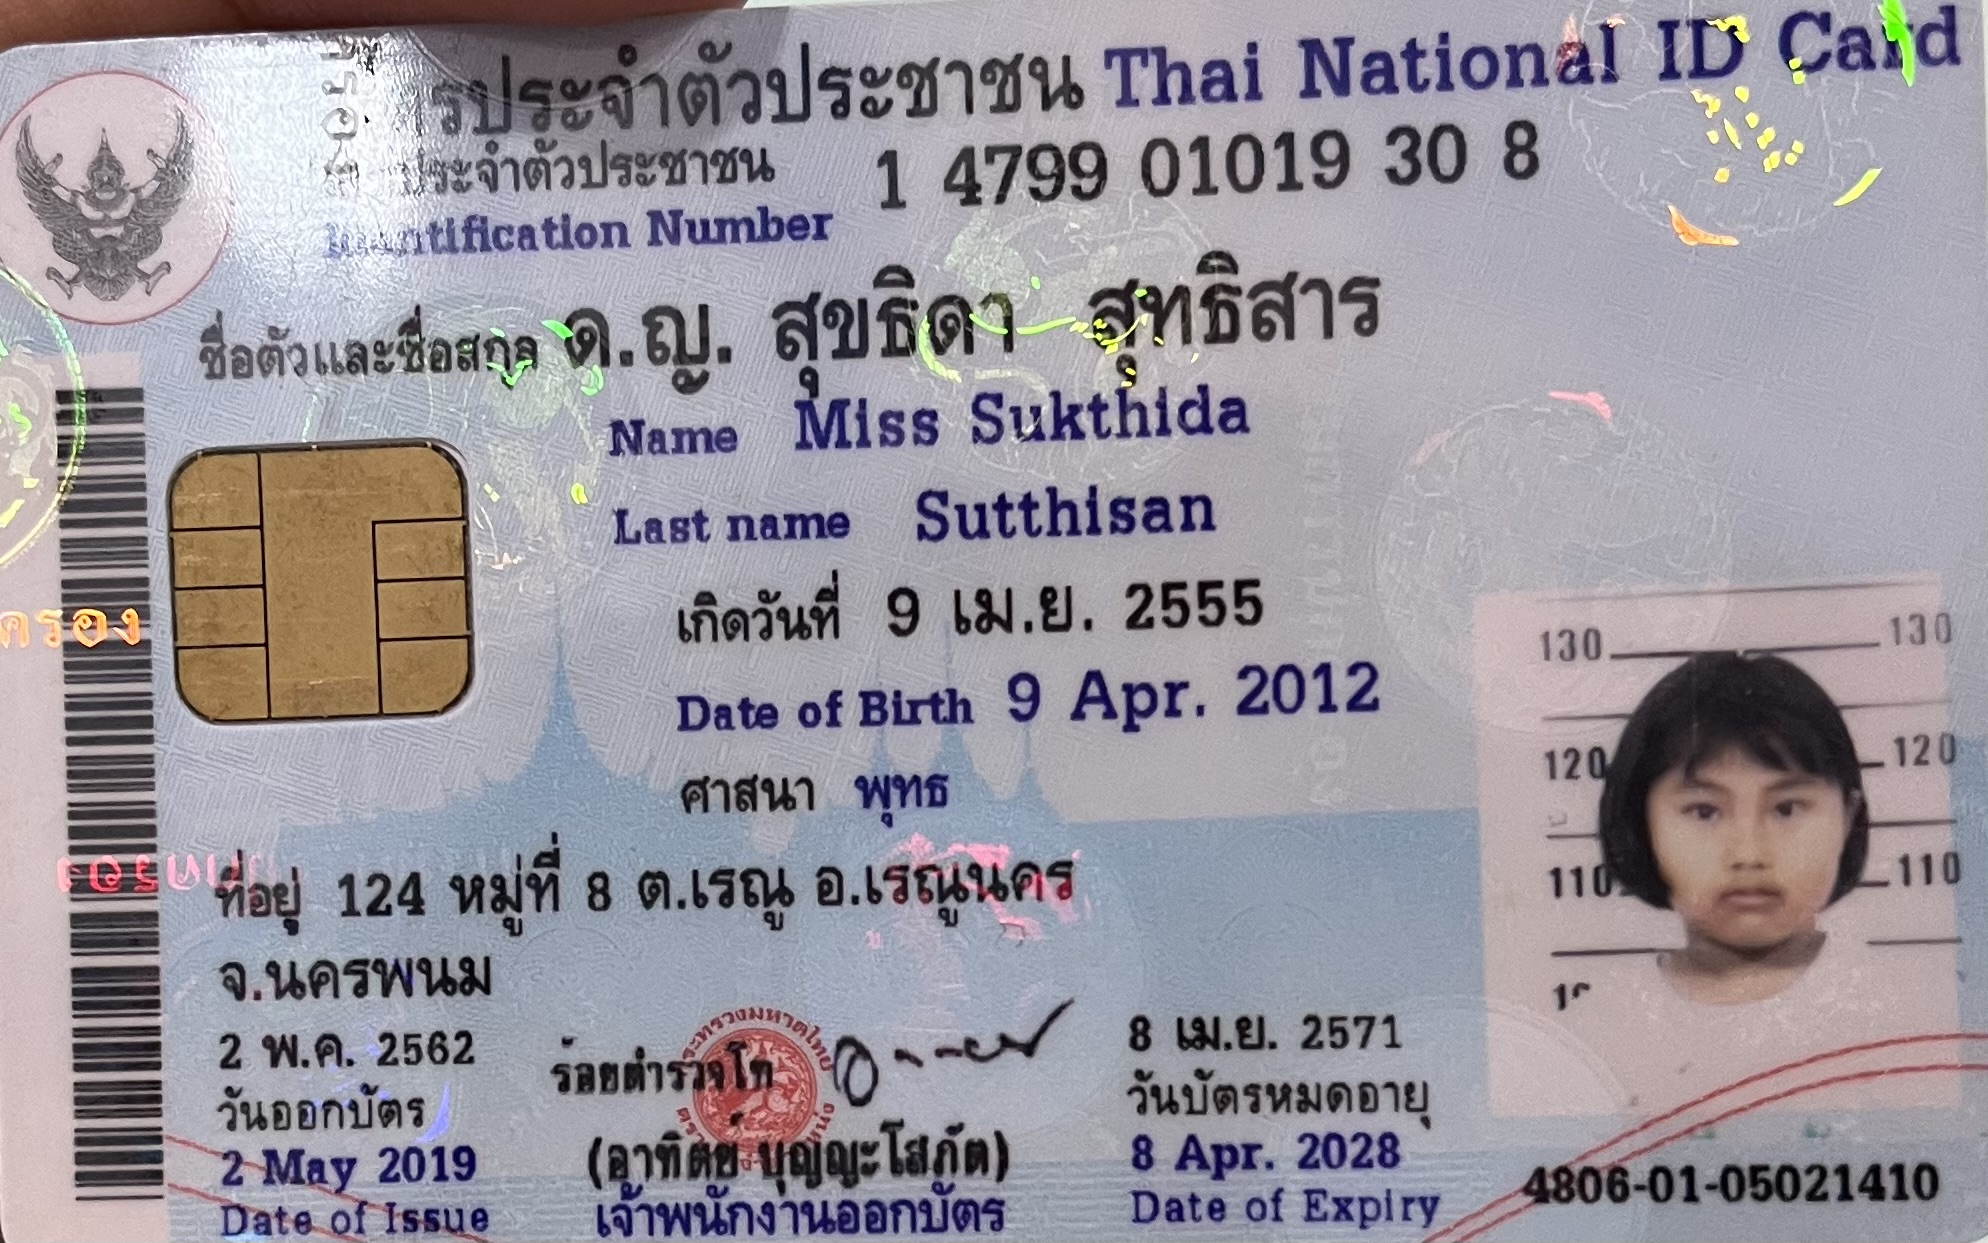 ประจำตัวประชาชน Thai National ID Card
ประจำตัวประชาชน 1 4799 01019 30 8
Identification Number
ชื่อตัวและชื่อสกุล ด.ญ. สุขธิดา สุทธิสาร
Name Miss Sukthida
Last name Sutthisan
เกิดวันที่ 9 เม.ย. 2555
Date of Birth 9 Apr. 2012
ศาสนา พุทธ
ที่อยู่ 124 หมู่ที่ 8 ต.เรณู อ.เรณูนคร
จ.นครพนม
2 พ.ค. 2562
วันออกบัตร
2 May 2019
Date of Issue
ร้อยตำรวจโท
(อาทิตย์ บุญญะโสภัต)
เจ้าพนักงานออกบัตร
8 เม.ย. 2571
วันบัตรหมดอายุ
8 Apr. 2028
Date of Expiry
130 130
120 120
110 110
4806-01-05021410